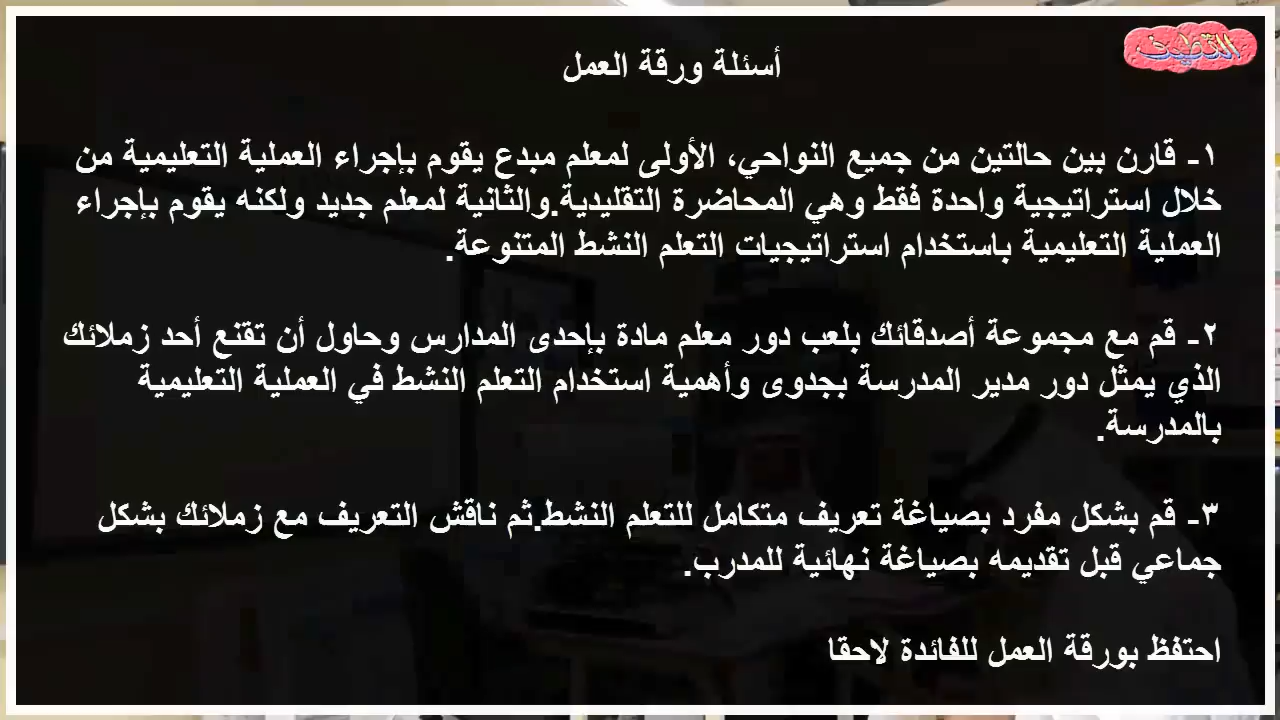 القطيف
أسئلة ورقة العمل
١- قارن بين حالتين من جميع النواحي، الأولى لمعلم مبدع يقوم بإجراء العملية التعليمية من
خلال استراتيجية واحدة فقط وهي المحاضرة التقليدية.والثانية لمعلم جديد ولكنه يقوم بإجراء
العملية التعليمية باستخدام استراتيجيات التعلم النشط المتنوعة.
٢- قم مع مجموعة أصدقائك بلعب دور معلم مادة بإحدى المدارس وحاول أن تقنع أحد زملائك
الذي يمثل دور مدير المدرسة بجدوى وأهمية استخدام التعلم النشط في العملية التعليمية
بالمدرسة.
٣- قم بشكل مفرد بصياغة تعريف متكامل للتعلم النشط.ثم ناقش التعريف مع زملائك بشكل
جماعي قبل تقديمه بصياغة نهائية للمدرب.
احتفظ بورقة العمل للفائدة لاحقا